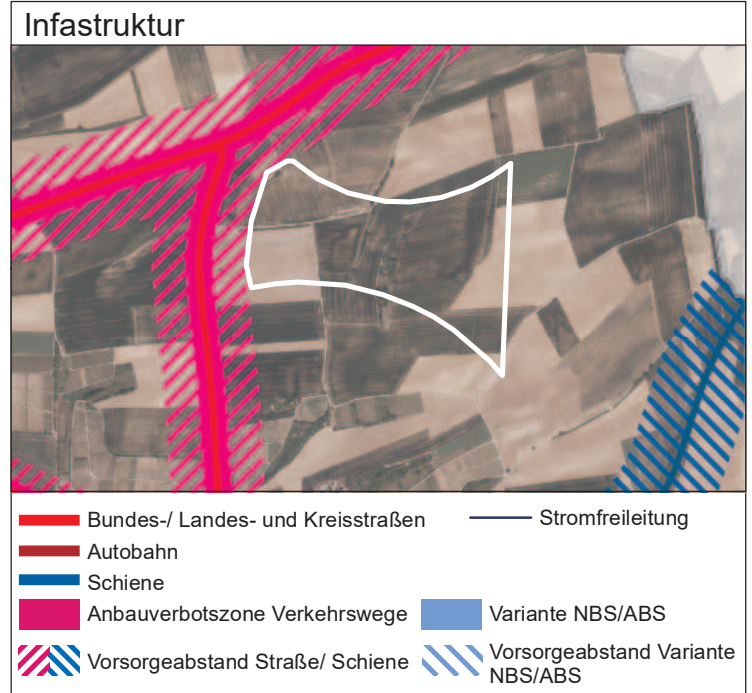 Infastruktur
Bundes-/ Landes- und Kreisstraßen
Stromfreileitung
Autobahn
Schiene
Anbauverbotszone Verkehrswege
Variante NBS/ABS
Vorsorgeabstand Straße/ Schiene
Vorsorgeabstand Variante
NBS/ABS